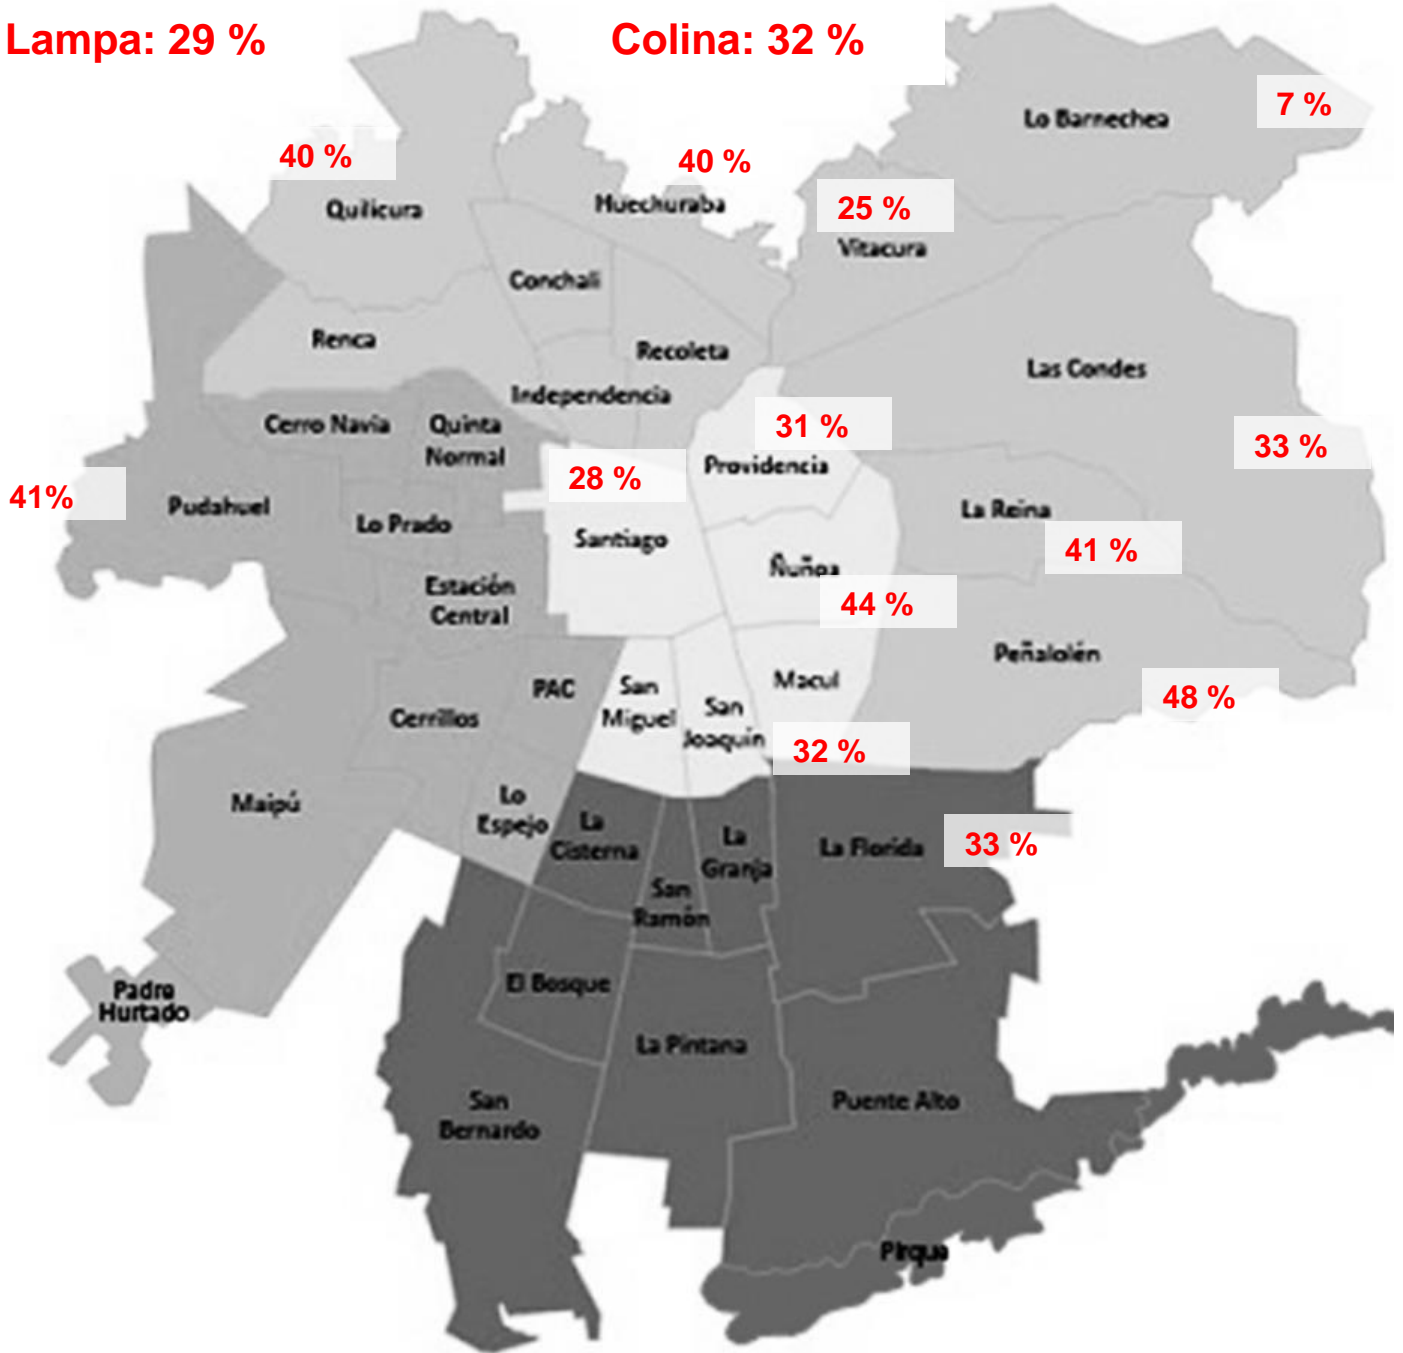 Lampa: 29 %
Colina: 32 %
7 %
Lo Barnechea
40 %
40 %
Quilicura
Huechuraba
25 %
Vitacura
Conchalí
Renca
Recoleta
Las Condes
Independencia
Cerro Navia
Quinta
Normal
31 %
Providencia
33 %
28 %
41%
Pudahuel
Lo Prado
Santiago
La Reina
41 %
Ñuñoa
44 %
Estación
Central
Peñalolén
48 %
PAC
San
Miguel
San
Joaquín
Macul
32 %
Cerrillos
Maipú
Lo
Espejo
La
Cisterna
La
Granja
La Florida
33 %
San
Ramón
El Bosque
Padre
Hurtado
La Pintana
San
Bernardo
Puente Alto
Pirque